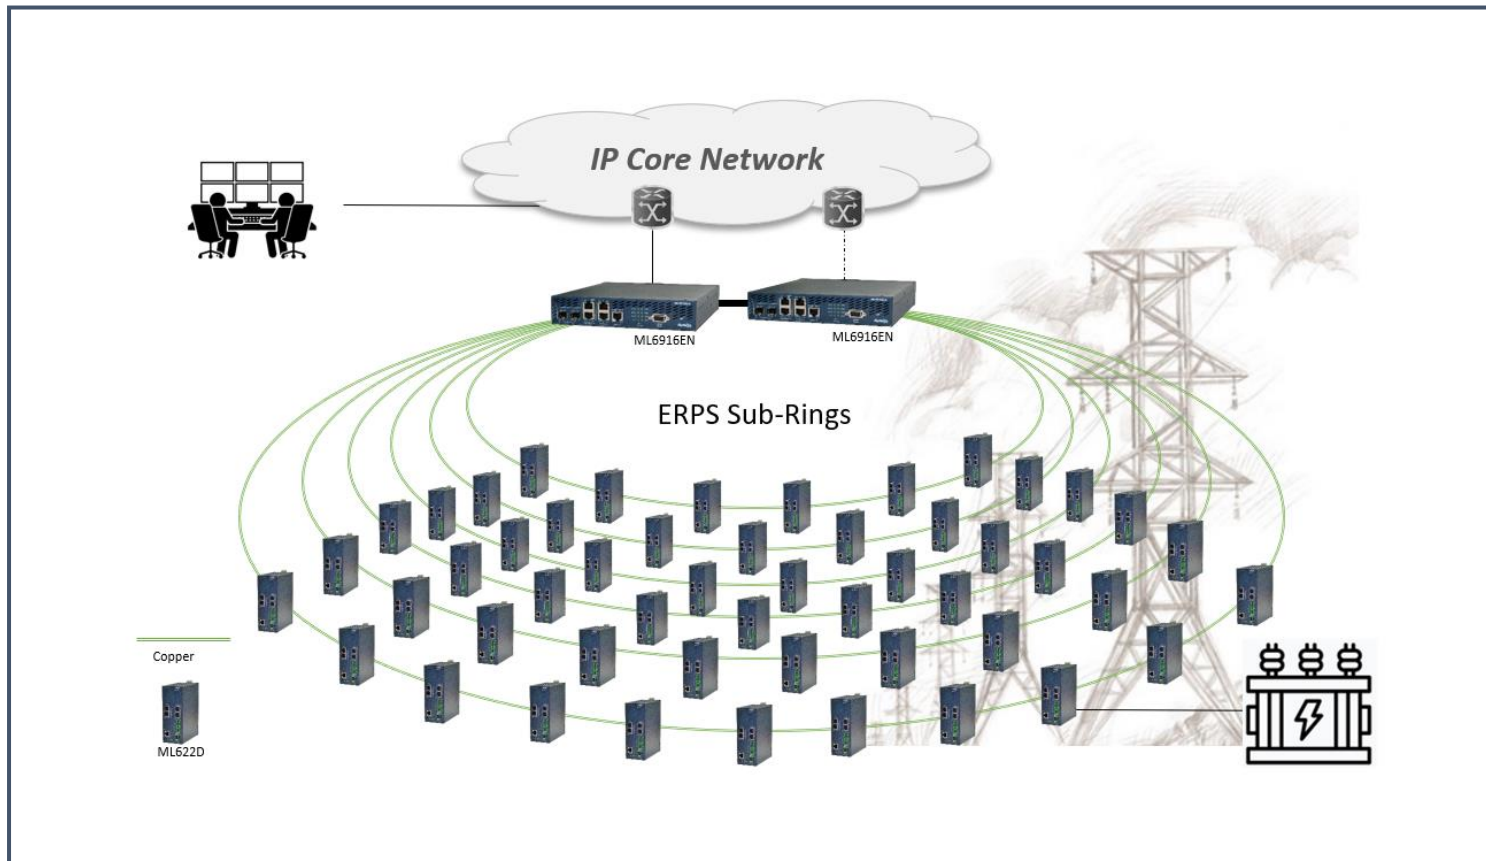 IP Core Network
ML6916EN
ML6916EN
ERPS Sub-Rings
Copper
ML622D